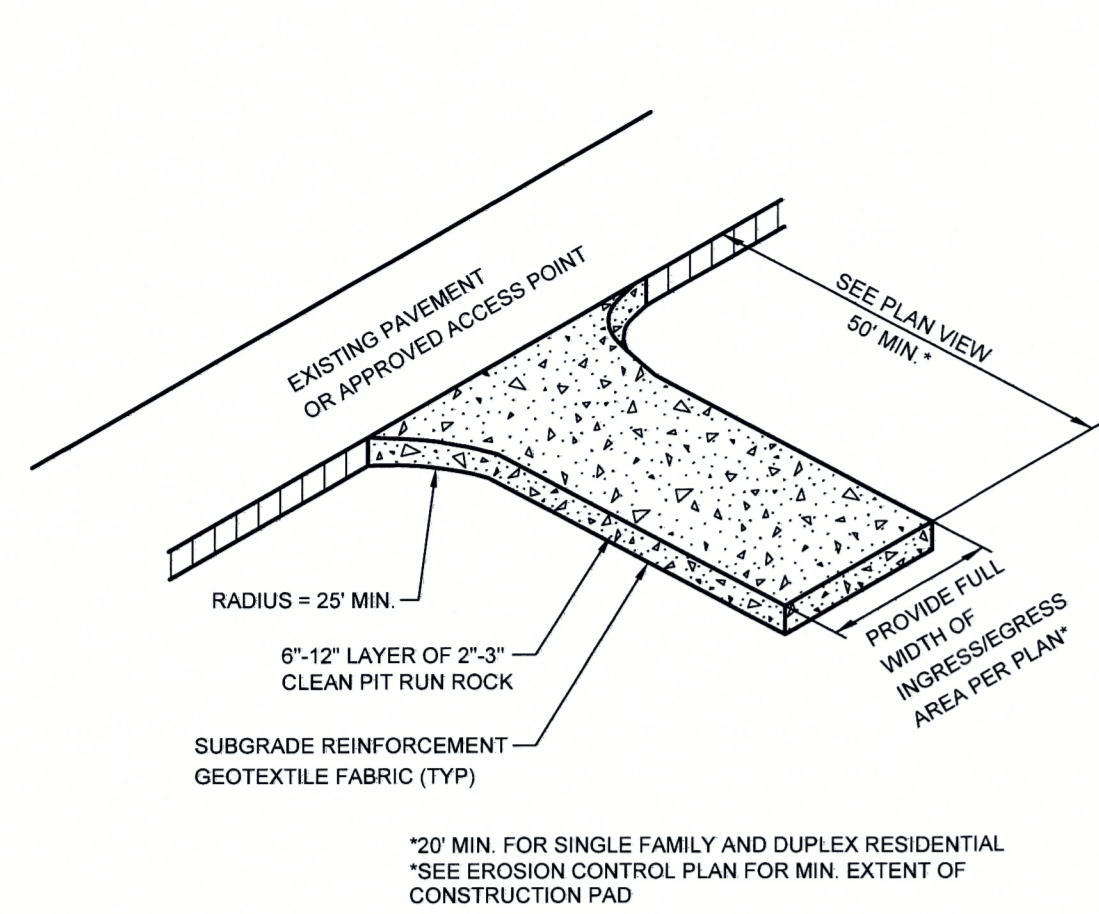 EXISTING PAVEMENT
OR APPROVED ACCESS POINT
SEE PLAN VIEW
50' MIN. *
RADIUS = 25' MIN.
6"-12" LAYER OF 2"-3"
CLEAN PIT RUN ROCK
SUBGRADE REINFORCEMENT
GEOTEXTILE FABRIC (TYP)
PROVIDE FULL
WIDTH OF
INGRESS/EGRESS
AREA PER PLAN*
*20' MIN. FOR SINGLE FAMILY AND DUPLEX RESIDENTIAL
*SEE EROSION CONTROL PLAN FOR MIN. EXTENT OF
CONSTRUCTION PAD